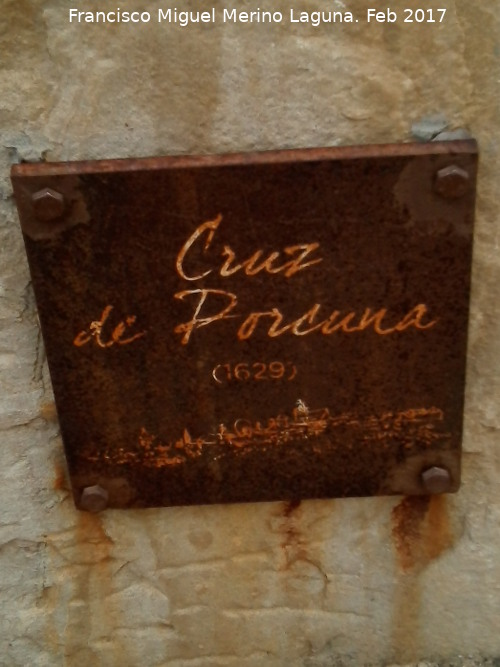 Francisco Miguel Merino Laguna. Feb 2017
Cruz
de Porcuna
(1629)